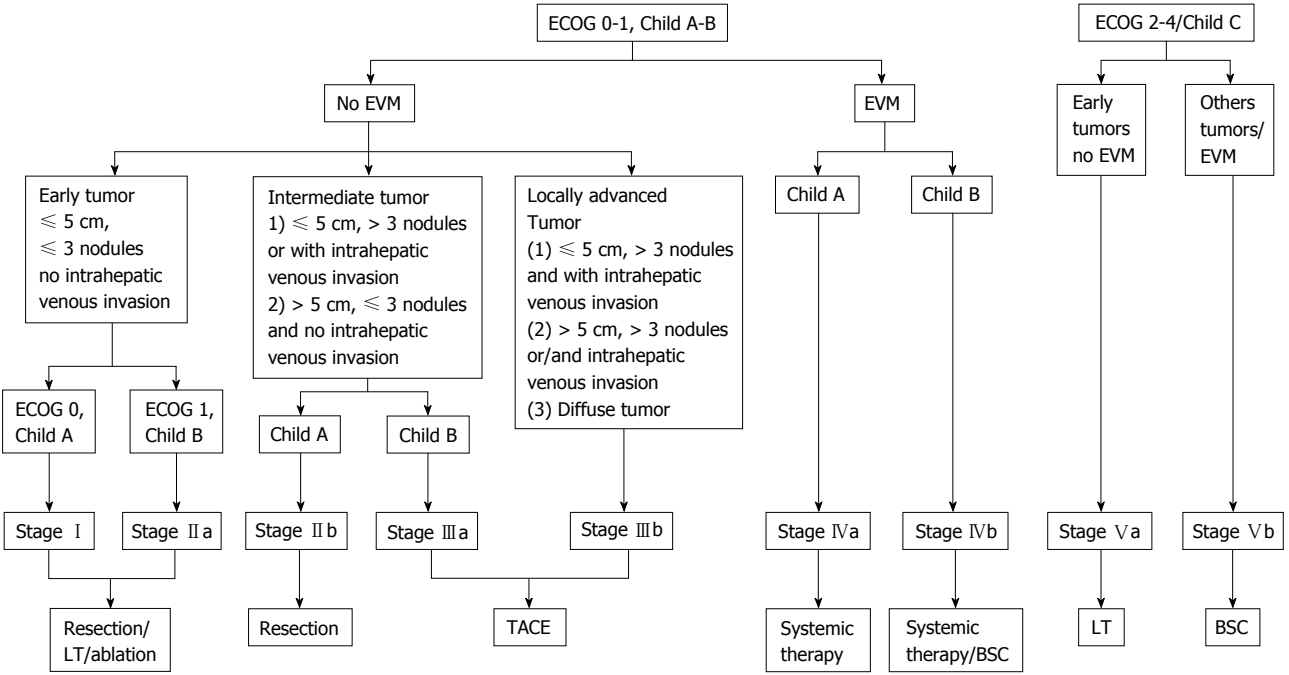 ECOG 0-1, Child A-B
ECOG 2-4/Child C
No EVM
EVM
Early
tumors
no EVM
Others
tumors/
EVM
Early tumor
≤ 5 cm,
≤ 3 nodules
no intrahepatic
venous invasion
Intermediate tumor
1) ≤ 5 cm, > 3 nodules
or with intrahepatic
venous invasion
2) > 5 cm, ≤ 3 nodules
and no intrahepatic
venous invasion
Locally advanced
Tumor
(1) ≤ 5 cm, > 3 nodules
and with intrahepatic
venous invasion
(2) > 5 cm, > 3 nodules
or/and intrahepatic
venous invasion
(3) Diffuse tumor
Child A
Child B
ECOG 0,
Child A
ECOG 1,
Child B
Child A
Child B
Stage Ⅰ
Stage Ⅱa
Stage Ⅱb
Stage Ⅲa
Stage Ⅲb
Stage Ⅳa
Stage Ⅳb
Stage Ⅴa
Stage Ⅴb
Resection/
LT/ablation
Resection
TACE
Systemic
therapy
Systemic
therapy/BSC
LT
BSC